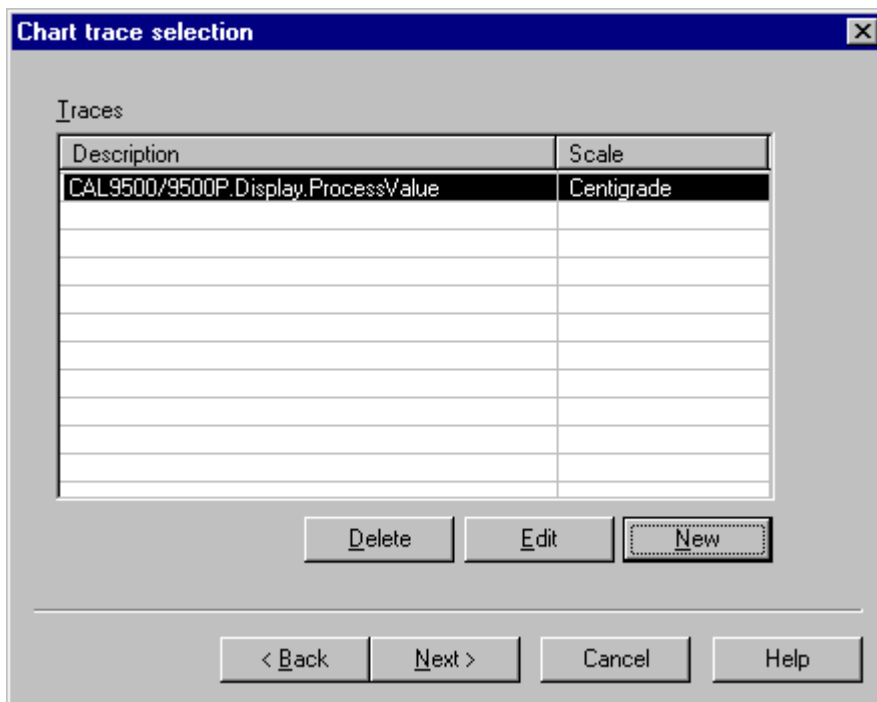 Chart trace selection
Traces
Description Scale
CAL9500/9500P.Display.ProcessValue Centigrade
Delete Edit New
< Back Next > Cancel Help